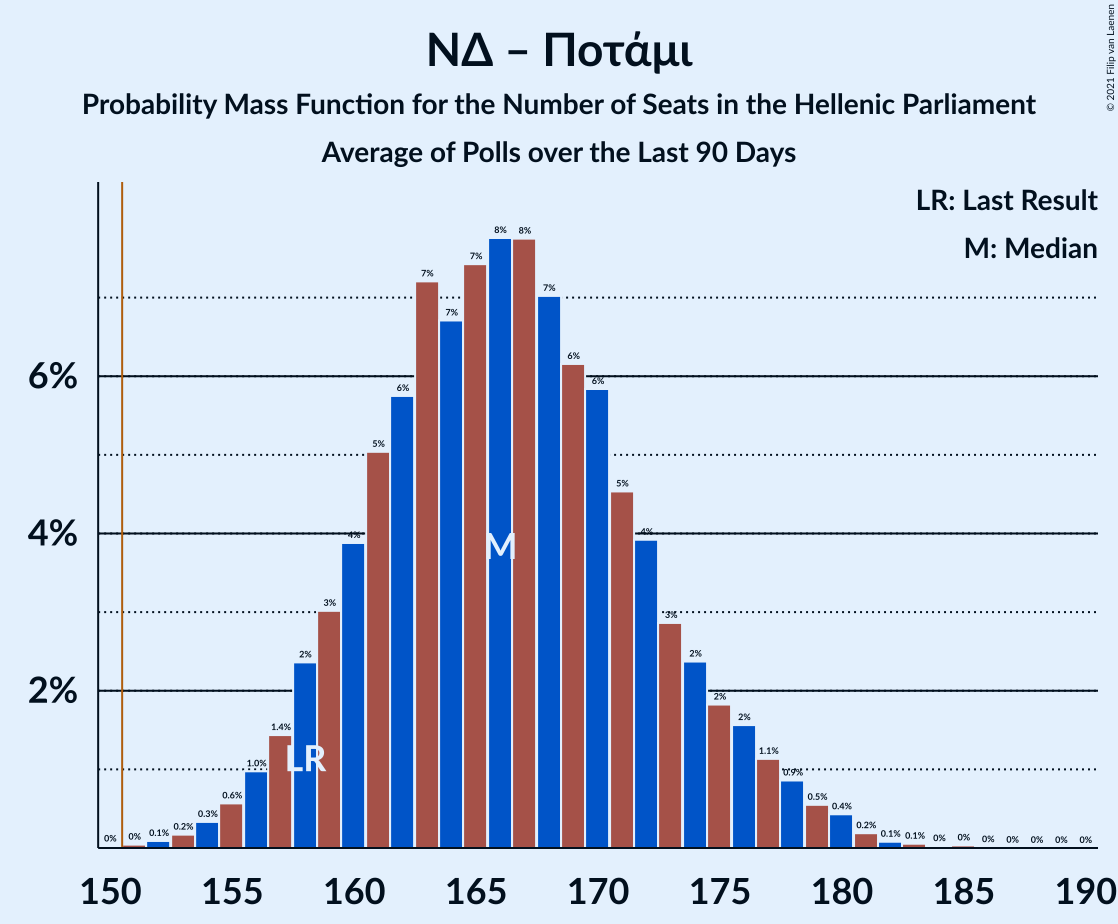 ΝΔ – Ποτάμι
Probability Mass Function for the Number of Seats in the Hellenic Parliament
Average of Polls over the Last 90 Days
© 2021 Filip van Laenen
LR: Last Result
M: Median
8% 8%
7% 7% 7% 7%
6% 6% 6%
6%
5% 5%
4%
4% 4%
M
3% 3%
2% 2%
2%
2% 2%
1.4% 1.1%
LR
1.0% 0.9%
0.6% 0.5%
0.3% 0.4%
0% 0% 0.1% 0.2% 0.2% 0.1% 0.1% 0% 0% 0% 0% 0% 0% 0%
150 155 160 165 170 175 180 185 190